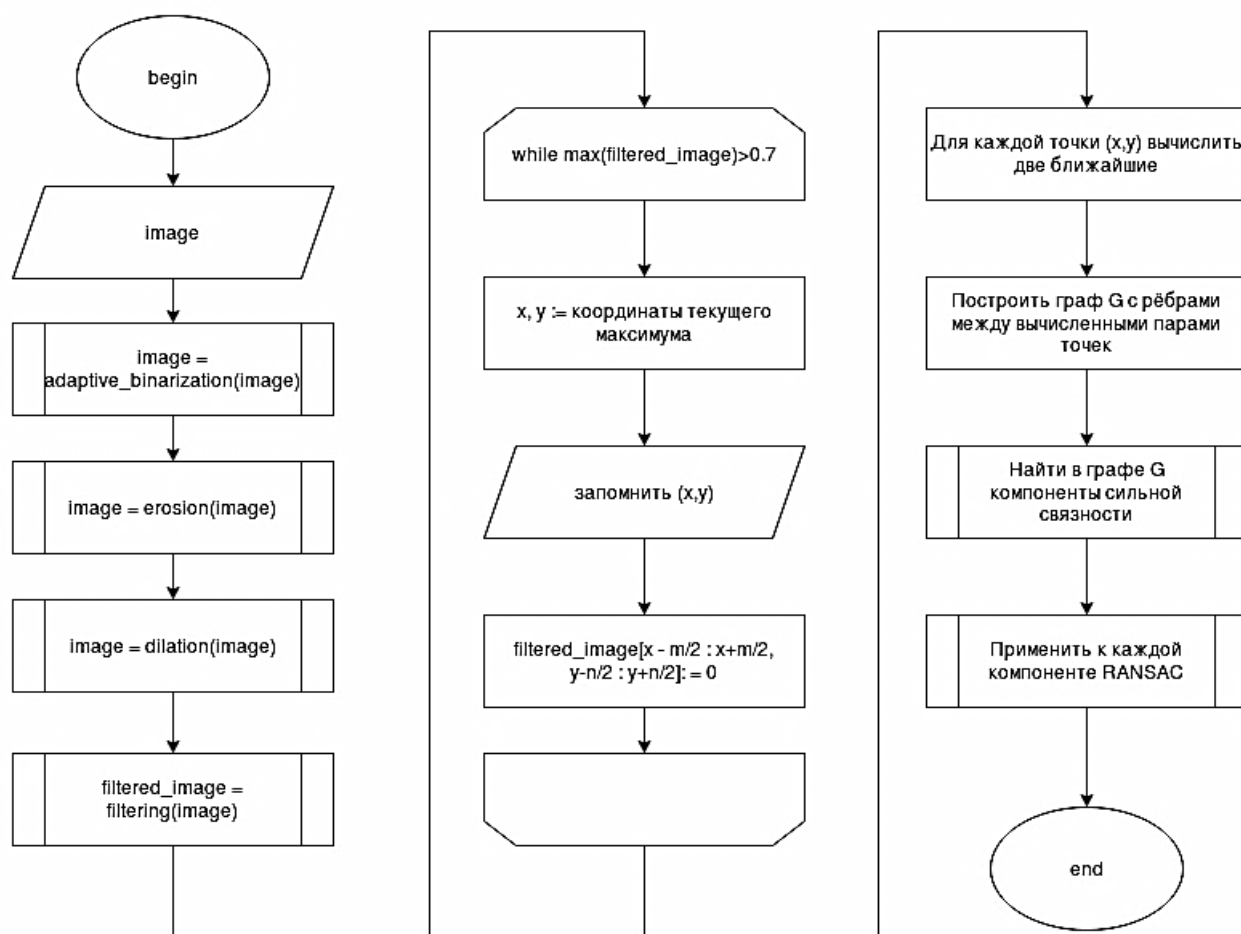 begin
image
image =
adaptive_binarization(image)
image = erosion(image)
image = dilation(image)
filtered_image =
filtering(image)
while max(filtered_image)>0.7
x, y := координаты текущего
максимума
запомнить (x,y)
filtered_image[x - m/2 : x+m/2,
y-n/2 : y+n/2]: = 0
Для каждой точки (x,y) вычислить
две ближайшие
Построить граф G с рёбрами
между вычисленными парами
точек
Найти в графе G
компоненты сильной
связности
Применить к каждой
компоненте RANSAC
end